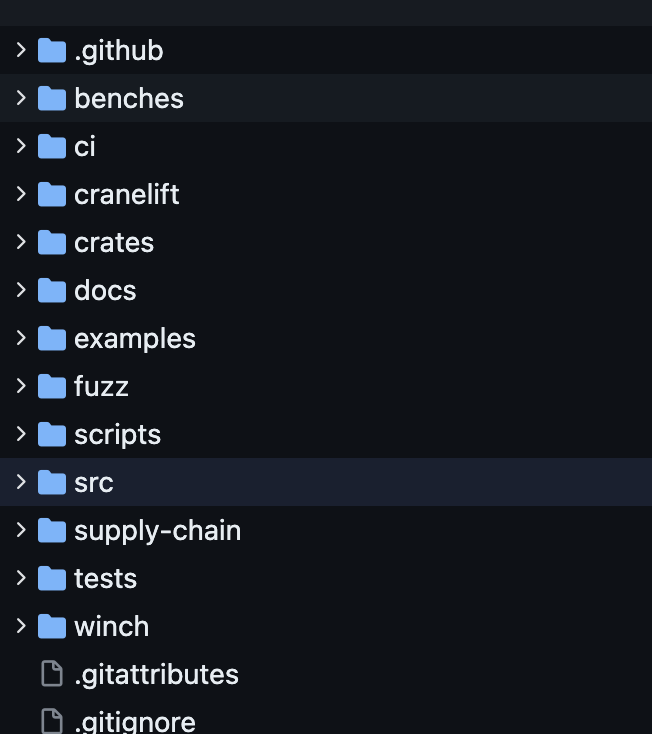 .github
benches
ci
cranelift
crates
docs
examples
fuzz
scripts
src
supply-chain
tests
winch
.gitattributes
.gitignore